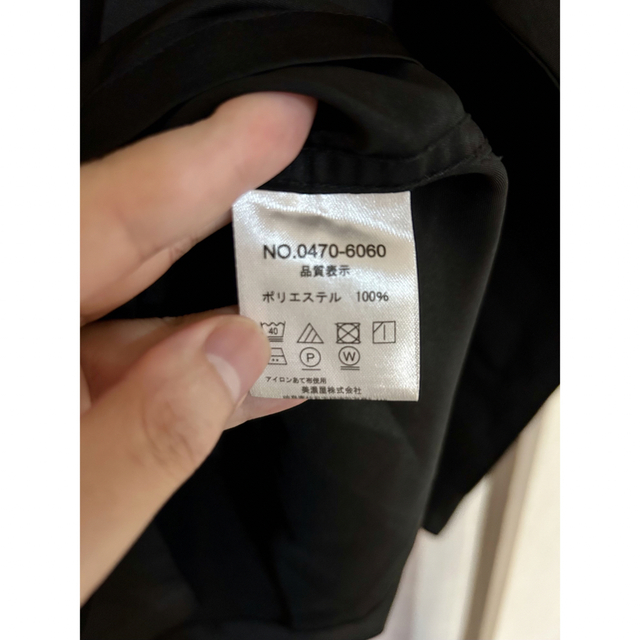 NO.0470-6060
品質表示
ポリエステル 100%
40
P W
アイロンあて布使用
美濃屋株式会社